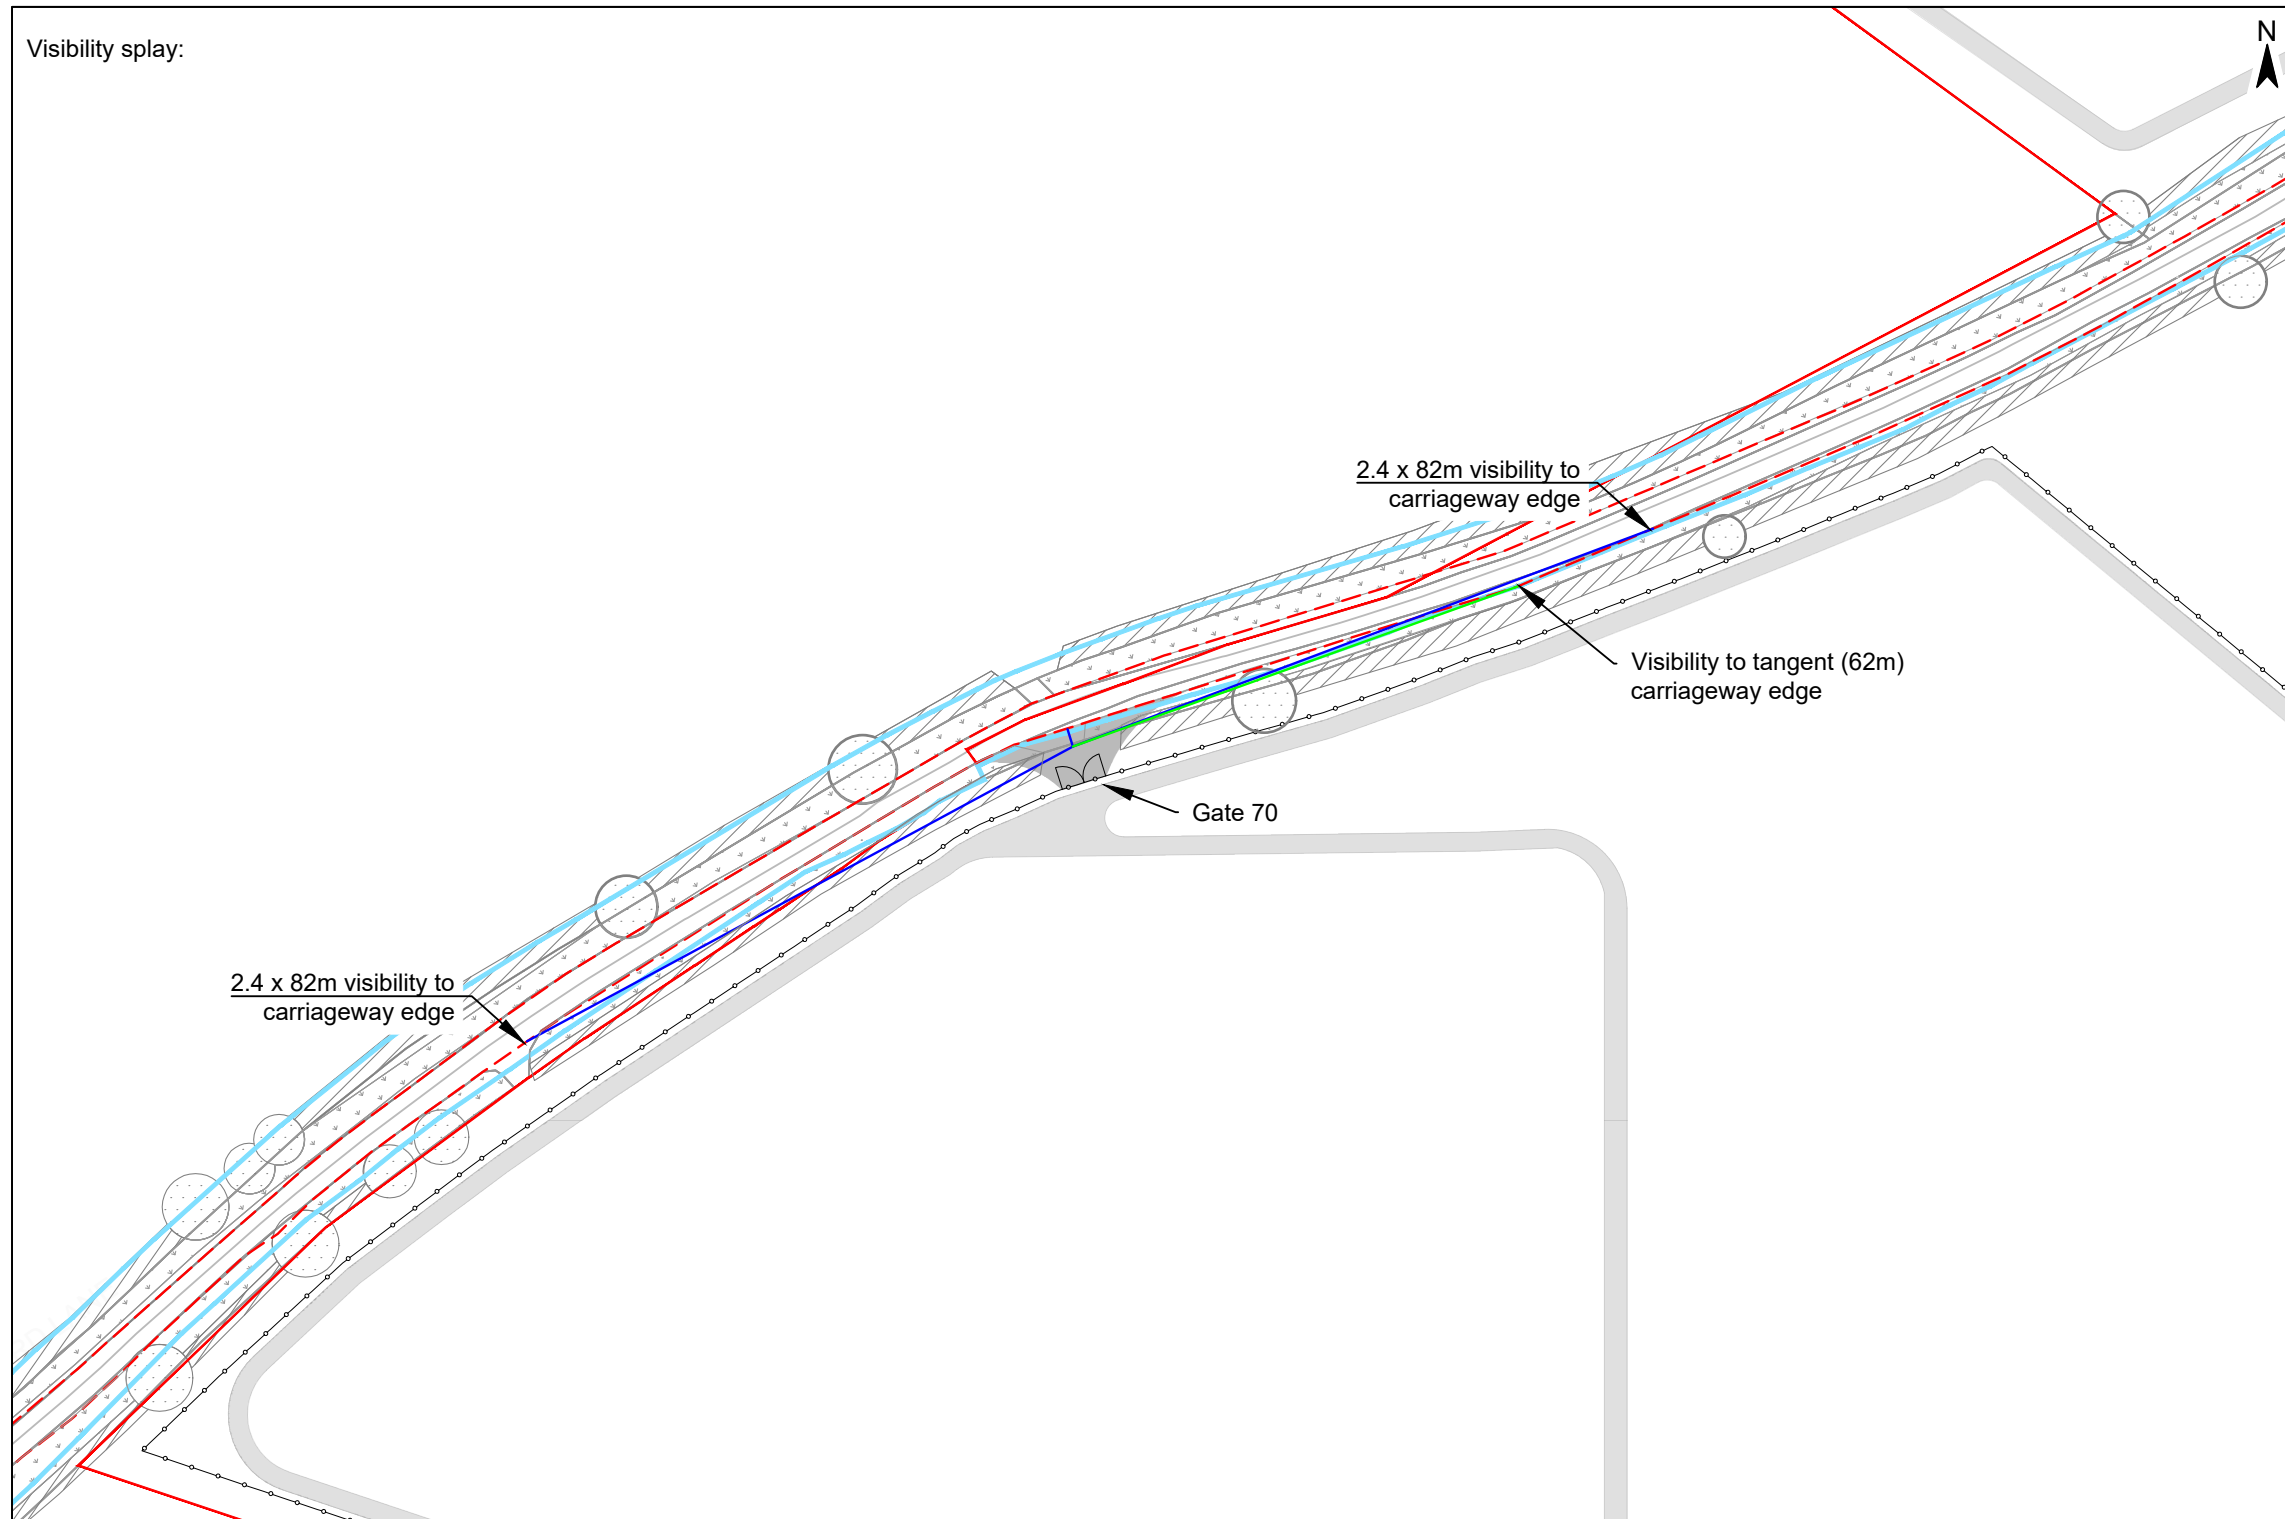 Visibility splay:
N
2.4 x 82m visibility to
carriageway edge
Visibility to tangent (62m)
carriageway edge
Gate 70
2.4 x 82m visibility to
carriageway edge